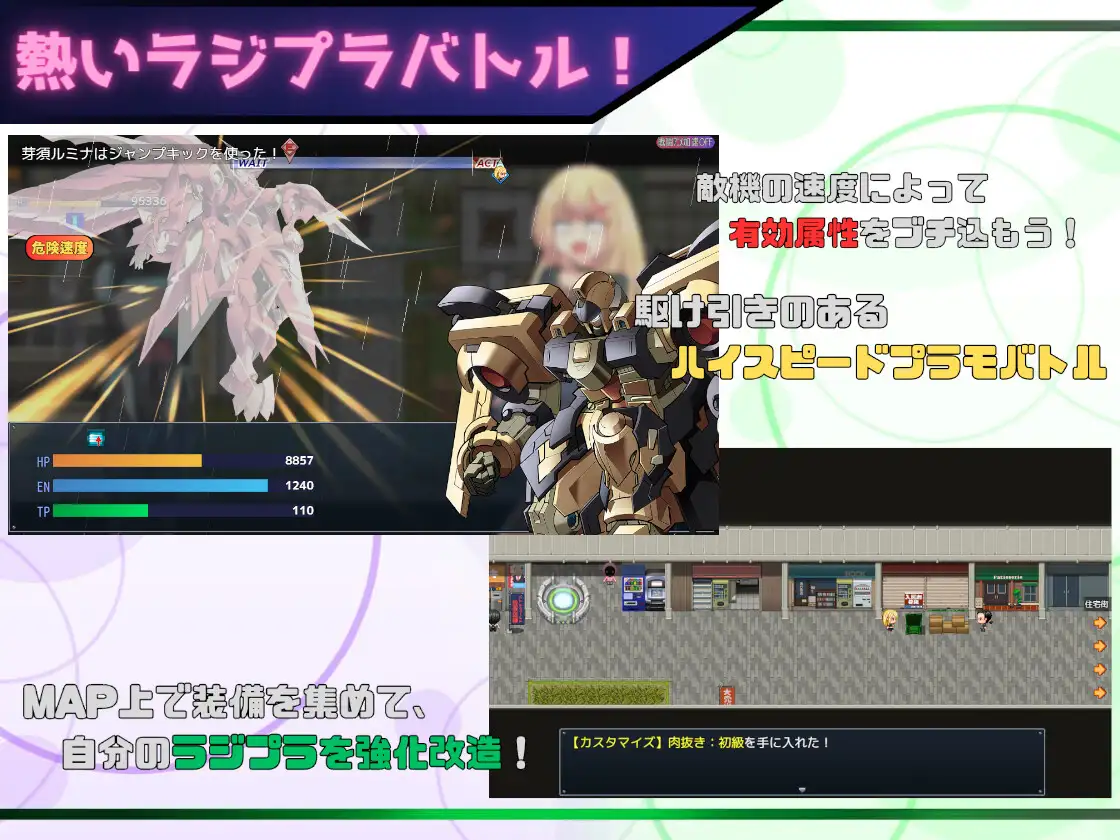 熱いラジプラバトル！
芽須ルミナはジャンプキックを使った！
WAIT
ACT
95336
危険速度
敵機の速度によって
有効属性をブチ込もう！
駆け引きのある
ハイスピードプラモバトル
HP 8857
EN 1240
TP 110
Patisserie
住宅街
MAP上で装備を集めて、
自分のラジプラを強化改造！
【カスタマイズ】肉抜き：初級を手に入れた！